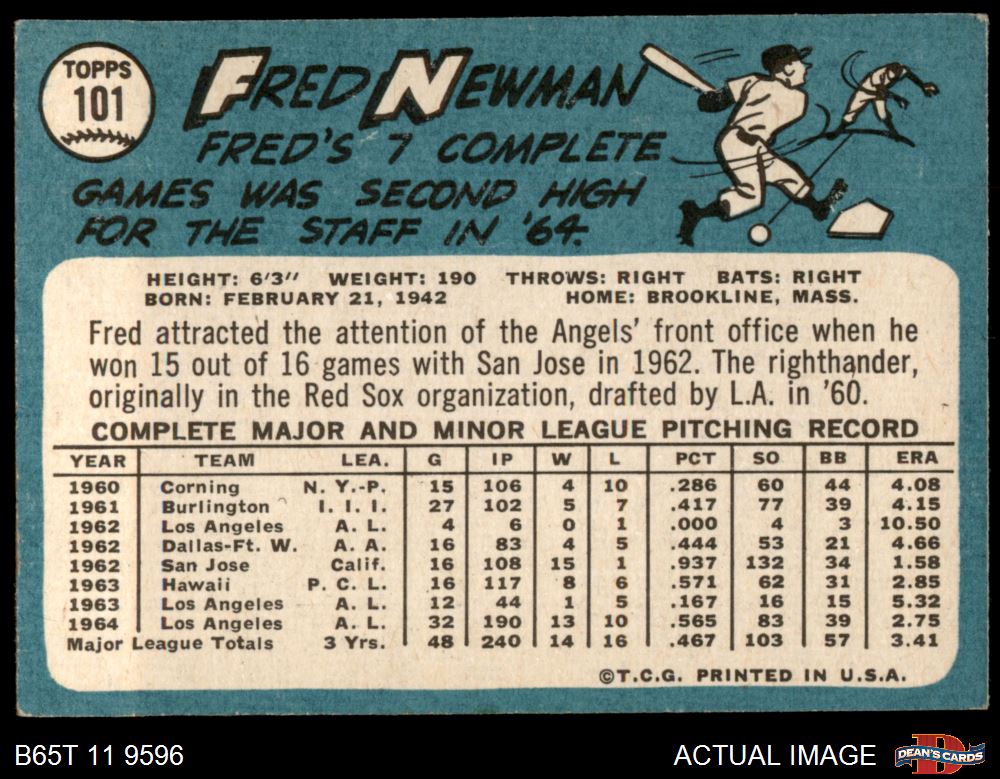 TOPPS
101
FRED NEWMAN
FRED'S 7 COMPLETE
GAMES WAS SECOND HIGH
FOR THE STAFF IN '64.
HEIGHT: 6'3" WEIGHT: 190 THROWS: RIGHT BATS: RIGHT
BORN: FEBRUARY 21, 1942 HOME: BROOKLINE, MASS.
Fred attracted the attention of the Angels' front office when he
won 15 out of 16 games with San Jose in 1962. The righthander,
originally in the Red Sox organization, drafted by L.A. in '60.
COMPLETE MAJOR AND MINOR LEAGUE PITCHING RECORD
YEAR TEAM LEA. G IP W L PCT SO BB ERA
1960 Corning N. Y.-P. 15 106 4 10 .286 60 44 4.08
1961 Burlington I. I. I. 27 102 5 7 .417 77 39 4.15
1962 Los Angeles A. L. 4 6 0 1 .000 4 3 10.50
1962 Dallas-Ft. W. A. A. 16 83 4 5 .444 53 21 4.66
1962 San Jose Calif. 16 108 15 1 .937 132 34 1.58
1963 Hawaii P. C. L. 16 117 8 6 .571 62 31 2.85
1963 Los Angeles A. L. 12 44 1 5 .167 16 15 5.32
1964 Los Angeles A. L. 32 190 13 10 .565 83 39 2.75
Major League Totals 3 Yrs. 48 240 14 16 .467 103 57 3.41
©T.C.G. PRINTED IN U.S.A.
B65T 11 9596 ACTUAL IMAGE DEAN'S CARDS